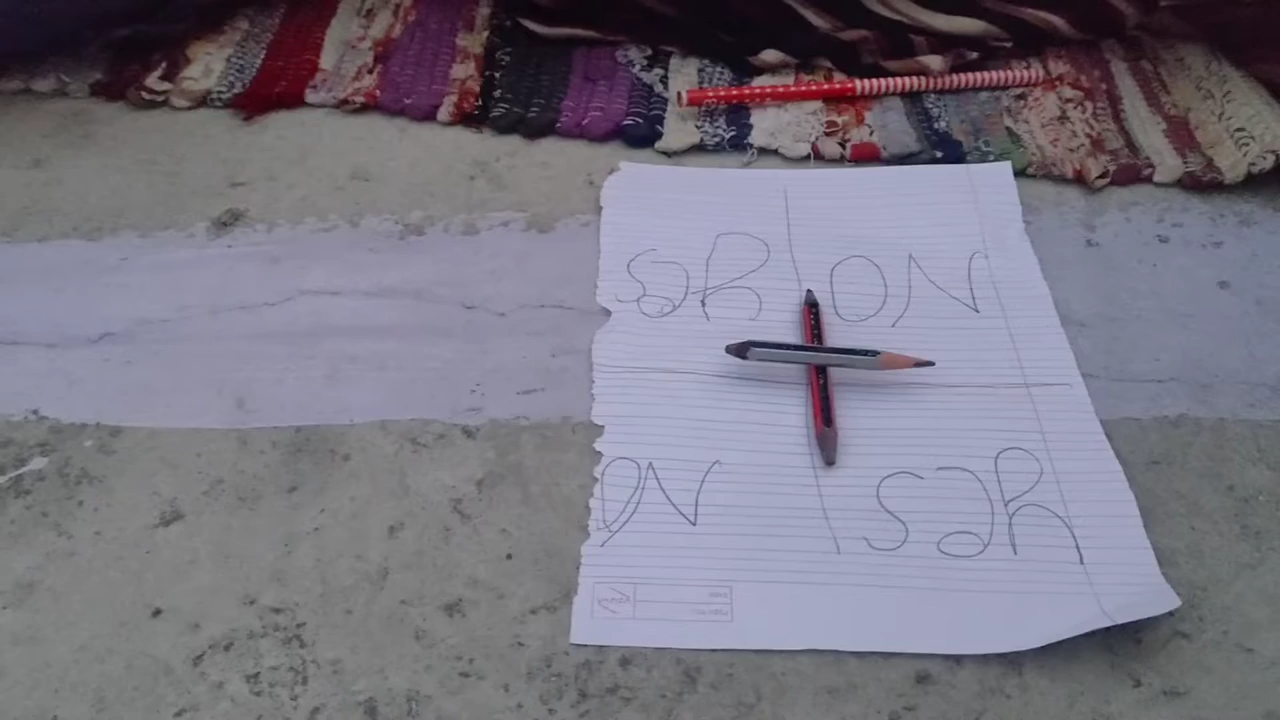 Yes NO
NO Yes